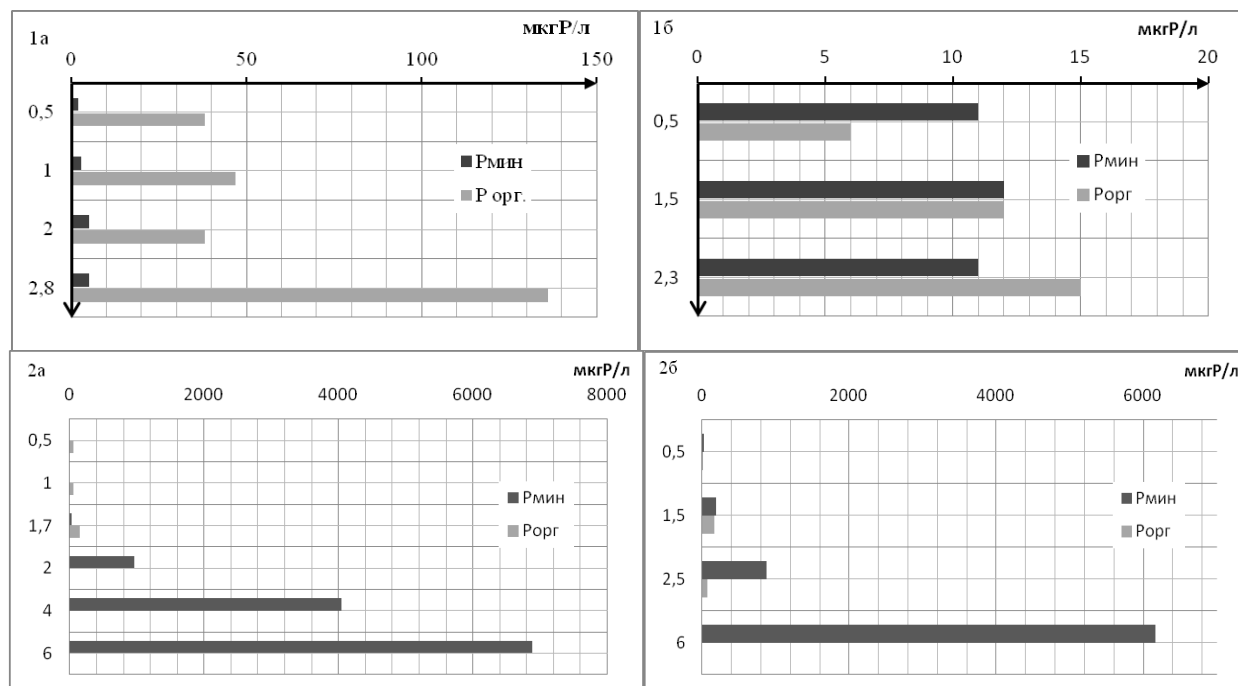 1а
мкгР/л
0 50 100 150
0,5
1
2
2,8
Рмин
Р орг.
1б
мкгР/л
0 5 10 15 20
0,5
1,5
2,3
Рмин
Рорг
2а
мкгР/л
0 2000 4000 6000 8000
0,5
1
1,7
2
4
6
Рмин
Рорг
2б
мкгР/л
0 2000 4000 6000
0,5
1,5
2,5
6
Рмин
Рорг